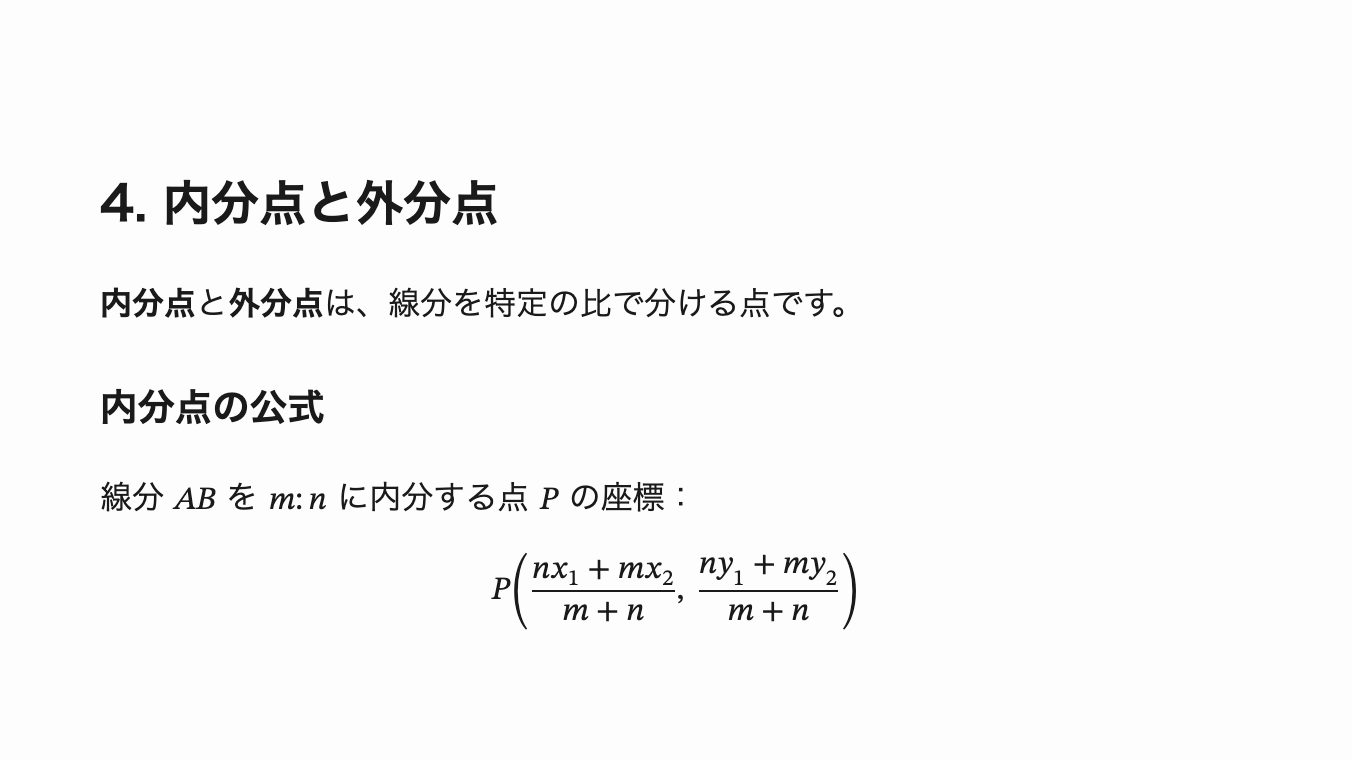 4. 内分点と外分点
内分点と外分点は、線分を特定の比で分ける点です。
内分点の公式
線分 AB を m:n に内分する点 P の座標：
P(\frac{nx_1 + mx_2}{m + n}, \frac{ny_1 + my_2}{m + n})